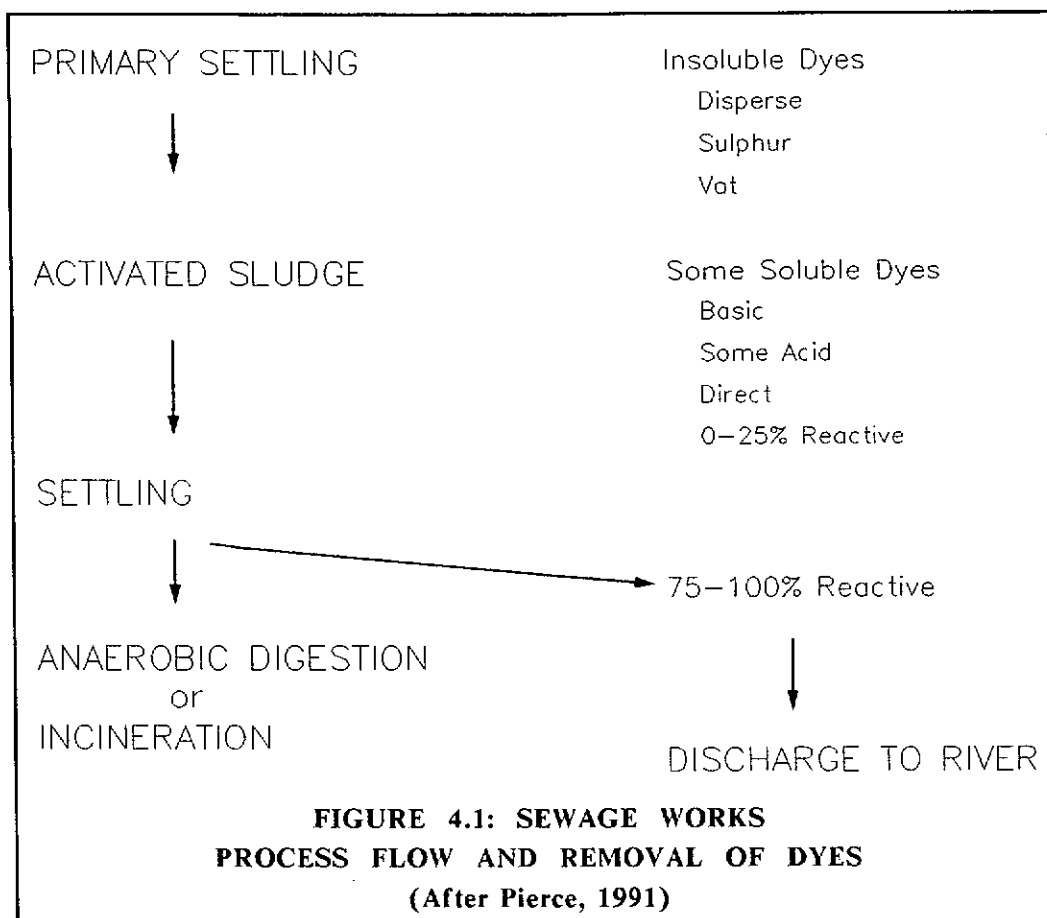 PRIMARY SETTLING
Insoluble Dyes
Disperse
Sulphur
Vat
ACTIVATED SLUDGE
Some Soluble Dyes
Basic
Some Acid
Direct
0-25% Reactive
SETTLING
75-100% Reactive
ANAEROBIC DIGESTION
or
INCINERATION
DISCHARGE TO RIVER
FIGURE 4.1: SEWAGE WORKS
PROCESS FLOW AND REMOVAL OF DYES
(After Pierce, 1991)